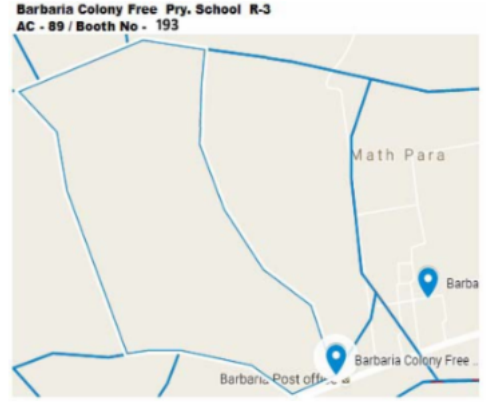 Barbaria Colony Free Pry. School R-3
AC - 89 / Booth No - 193
Math Para
Barba
Barbaria Colony Free ...
Barbaria Post office